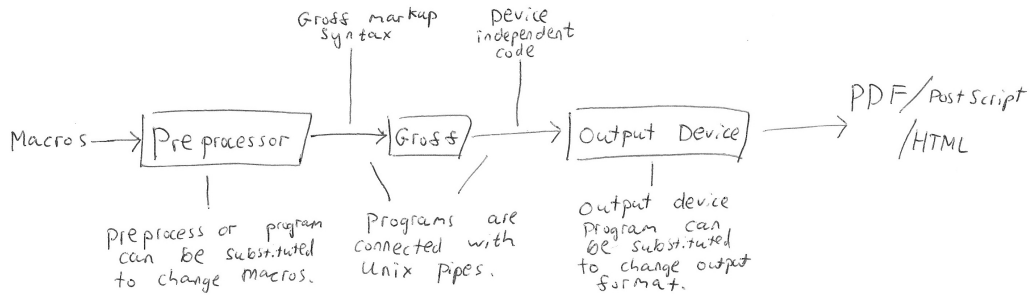 Groff markup
Syntax
Device
independent
code
Macros
Preprocessor
Groff
Output Device
PDF/PostScript
/HTML
Preprocessor program
can be substituted
to change macros.
Programs are
connected with
Unix pipes.
Output device
Program can
be substituted
to change output
format.